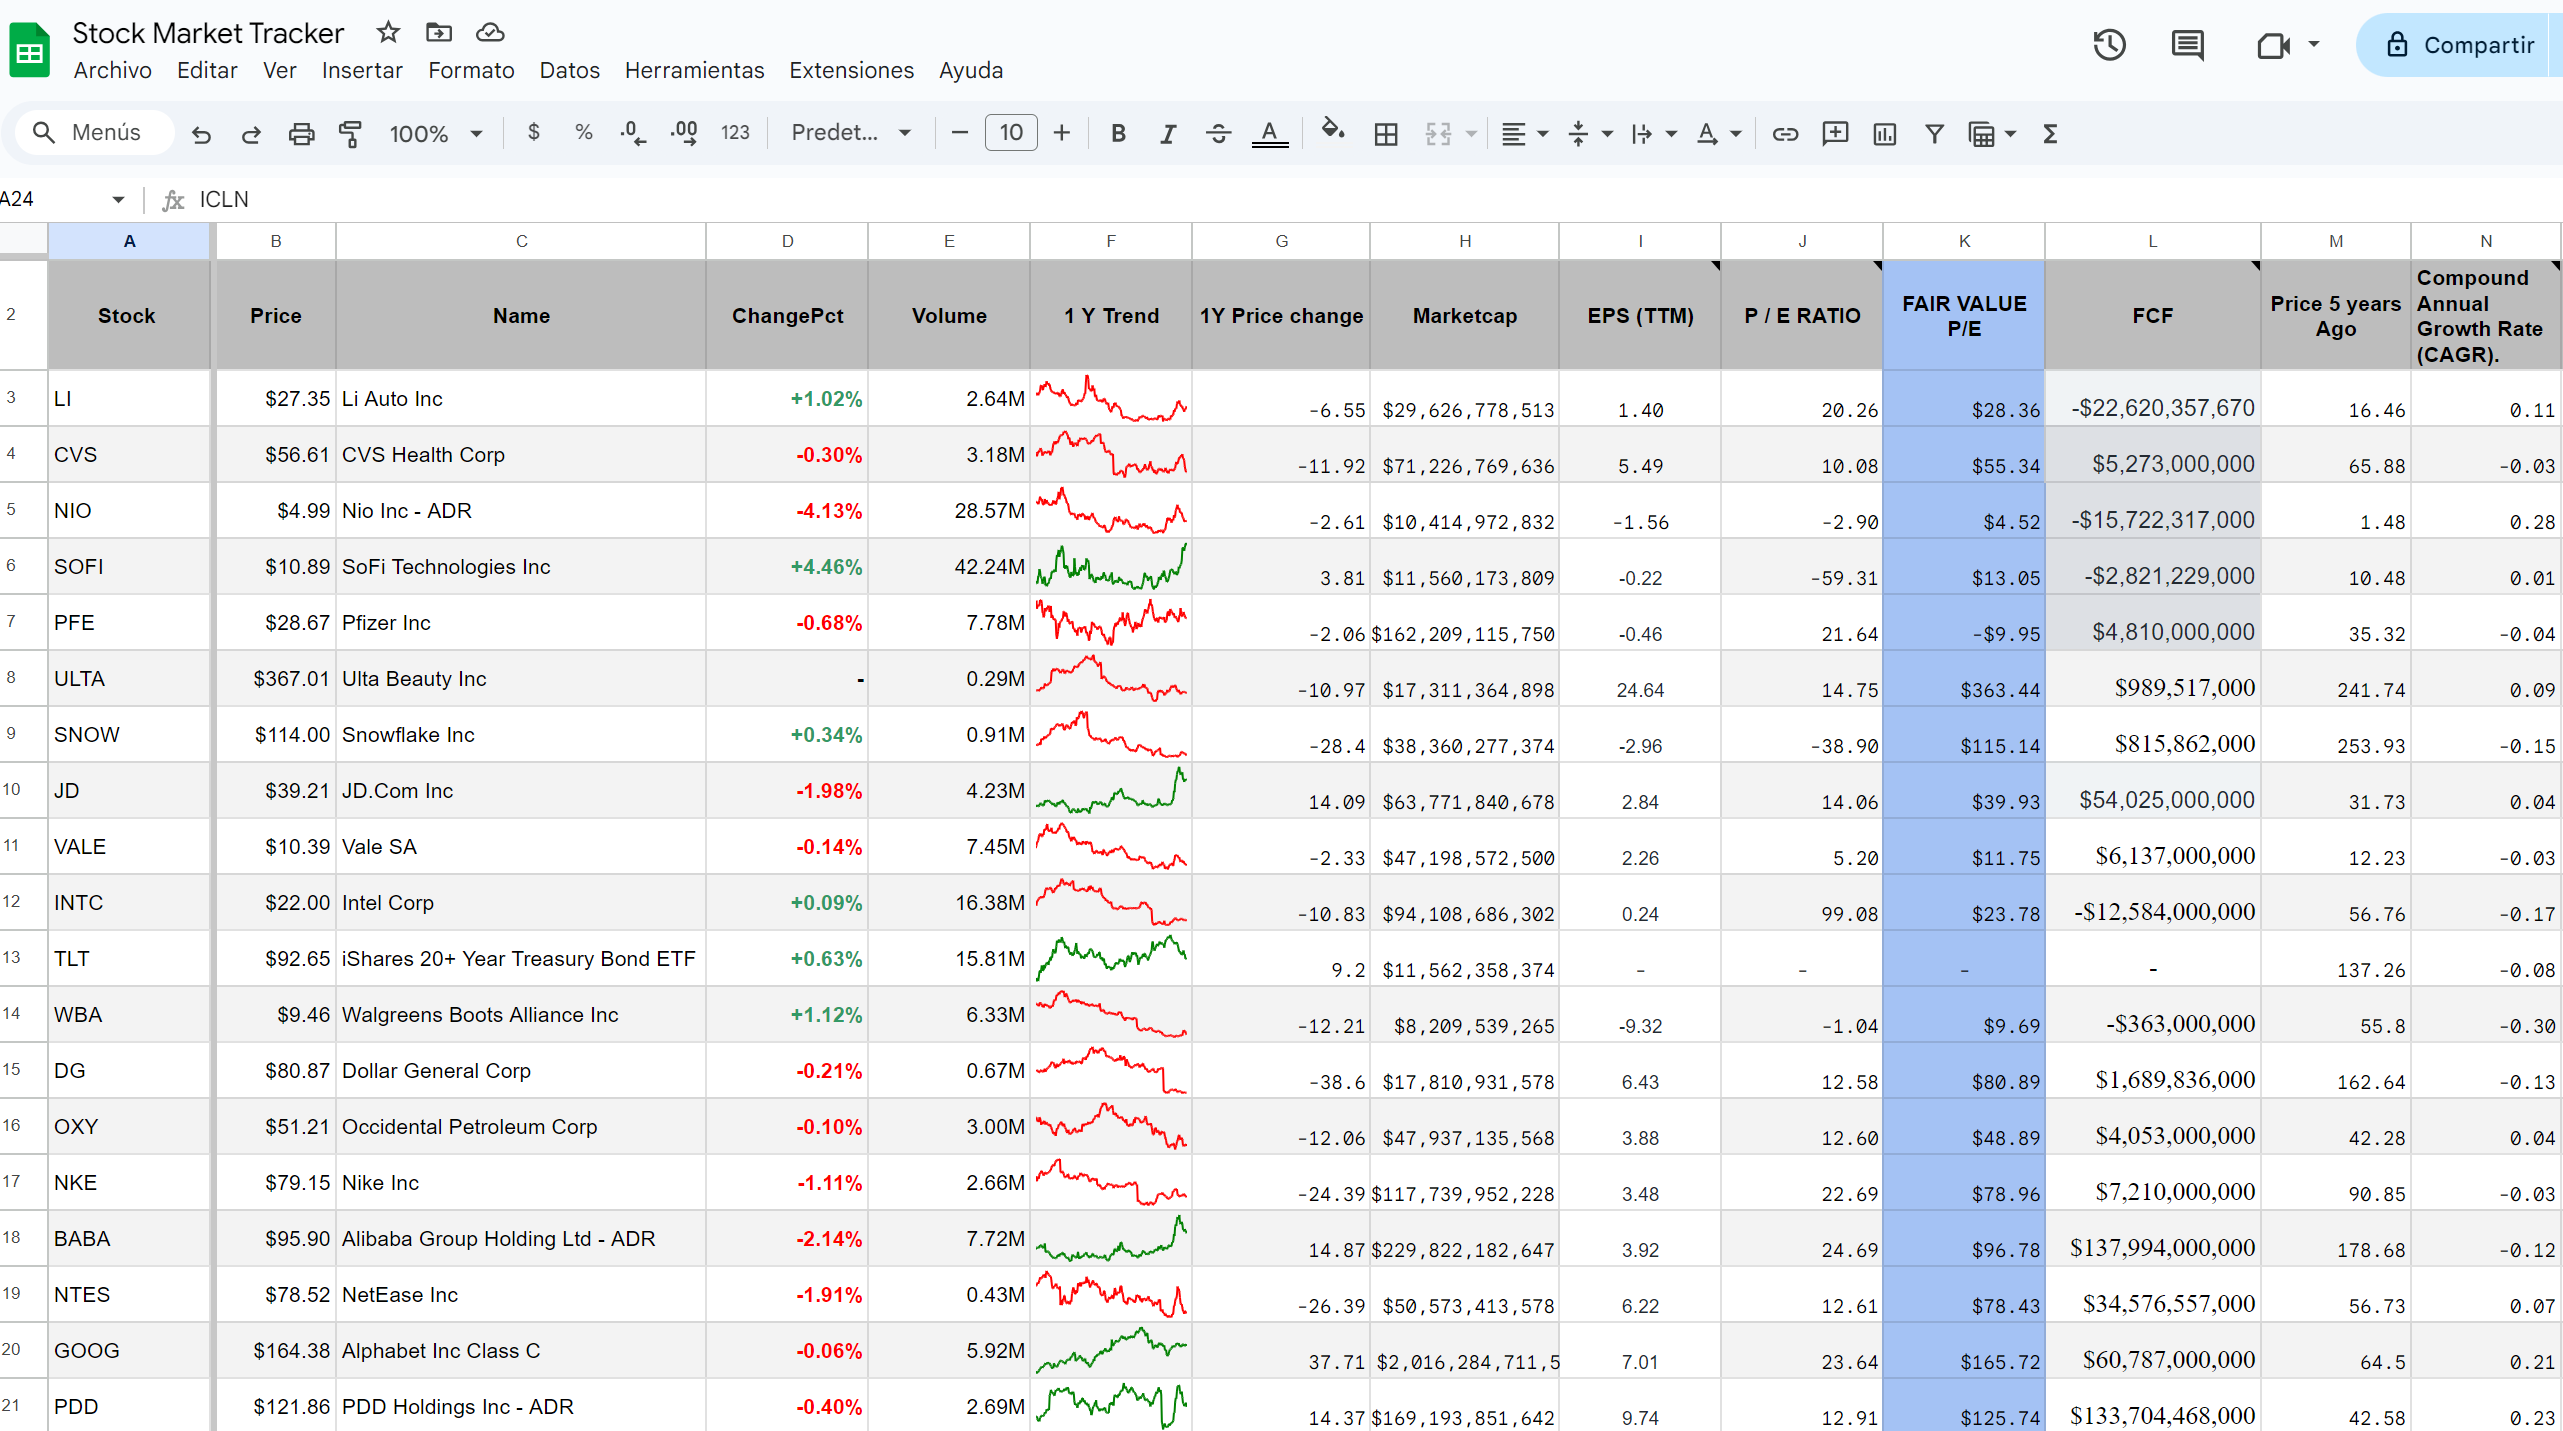 Stock Market Tracker
Archivo Editar Ver Insertar Formato Datos Herramientas Extensiones Ayuda
Compartir
Menús 100% $ % .0 .00 123 Predet... 10 B I A A Σ
A24 fx ICLN
A B C D E F G H I J K L M N
2 Stock Price Name ChangePct Volume 1 Y Trend 1Y Price change Marketcap EPS (TTM) P / E RATIO FAIR VALUE P/E FCF Price 5 years Ago Compound Annual Growth Rate (CAGR).
3 LI $27.35 Li Auto Inc +1.02% 2.64M -6.55 $29,626,778,513 1.40 20.26 $28.36 -$22,620,357,670 16.46 0.11
4 CVS $56.61 CVS Health Corp -0.30% 3.18M -11.92 $71,226,769,636 5.49 10.08 $55.34 $5,273,000,000 65.88 -0.03
5 NIO $4.99 Nio Inc - ADR -4.13% 28.57M -2.61 $10,414,972,832 -1.56 -2.90 $4.52 -$15,722,317,000 1.48 0.28
6 SOFI $10.89 SoFi Technologies Inc +4.46% 42.24M 3.81 $11,560,173,809 -0.22 -59.31 $13.05 -$2,821,229,000 10.48 0.01
7 PFE $28.67 Pfizer Inc -0.68% 7.78M -2.06 $162,209,115,750 -0.46 21.64 -$9.95 $4,810,000,000 35.32 -0.04
8 ULTA $367.01 Ulta Beauty Inc - 0.29M -10.97 $17,311,364,898 24.64 14.75 $363.44 $989,517,000 241.74 0.09
9 SNOW $114.00 Snowflake Inc +0.34% 0.91M -28.4 $38,360,277,374 -2.96 -38.90 $115.14 $815,862,000 253.93 -0.15
10 JD $39.21 JD.Com Inc -1.98% 4.23M 14.09 $63,771,840,678 2.84 14.06 $39.93 $54,025,000,000 31.73 0.04
11 VALE $10.39 Vale SA -0.14% 7.45M -2.33 $47,198,572,500 2.26 5.20 $11.75 $6,137,000,000 12.23 -0.03
12 INTC $22.00 Intel Corp +0.09% 16.38M -10.83 $94,108,686,302 0.24 99.08 $23.78 -$12,584,000,000 56.76 -0.17
13 TLT $92.65 iShares 20+ Year Treasury Bond ETF +0.63% 15.81M 9.2 $11,562,358,374 - - - - 137.26 -0.08
14 WBA $9.46 Walgreens Boots Alliance Inc +1.12% 6.33M -12.21 $8,209,539,265 -9.32 -1.04 $9.69 -$363,000,000 55.8 -0.30
15 DG $80.87 Dollar General Corp -0.21% 0.67M -38.6 $17,810,931,578 6.43 12.58 $80.89 $1,689,836,000 162.64 -0.13
16 OXY $51.21 Occidental Petroleum Corp -0.10% 3.00M -12.06 $47,937,135,568 3.88 12.60 $48.89 $4,053,000,000 42.28 0.04
17 NKE $79.15 Nike Inc -1.11% 2.66M -24.39 $117,739,952,228 3.48 22.69 $78.96 $7,210,000,000 90.85 -0.03
18 BABA $95.90 Alibaba Group Holding Ltd - ADR -2.14% 7.72M 14.87 $229,822,182,647 3.92 24.69 $96.78 $137,994,000,000 178.68 -0.12
19 NTES $78.52 NetEase Inc -1.91% 0.43M -26.39 $50,573,413,578 6.22 12.61 $78.43 $34,576,557,000 56.73 0.07
20 GOOG $164.38 Alphabet Inc Class C -0.06% 5.92M 37.71 $2,016,284,711,5 7.01 23.64 $165.72 $60,787,000,000 64.5 0.21
21 PDD $121.86 PDD Holdings Inc - ADR -0.40% 2.69M 14.37 $169,193,851,642 9.74 12.91 $125.74 $133,704,468,000 42.58 0.23